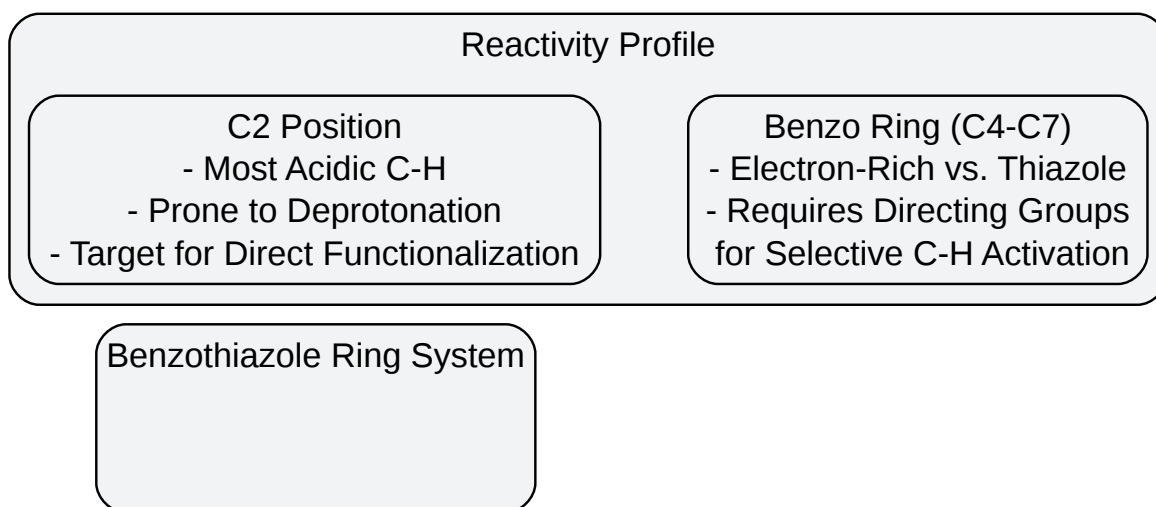 Reactivity Profile
C2 Position
- Most Acidic C-H
- Prone to Deprotonation
- Target for Direct Functionalization
Benzo Ring (C4-C7)
- Electron-Rich vs. Thiazole
- Requires Directing Groups
for Selective C-H Activation
Benzothiazole Ring System